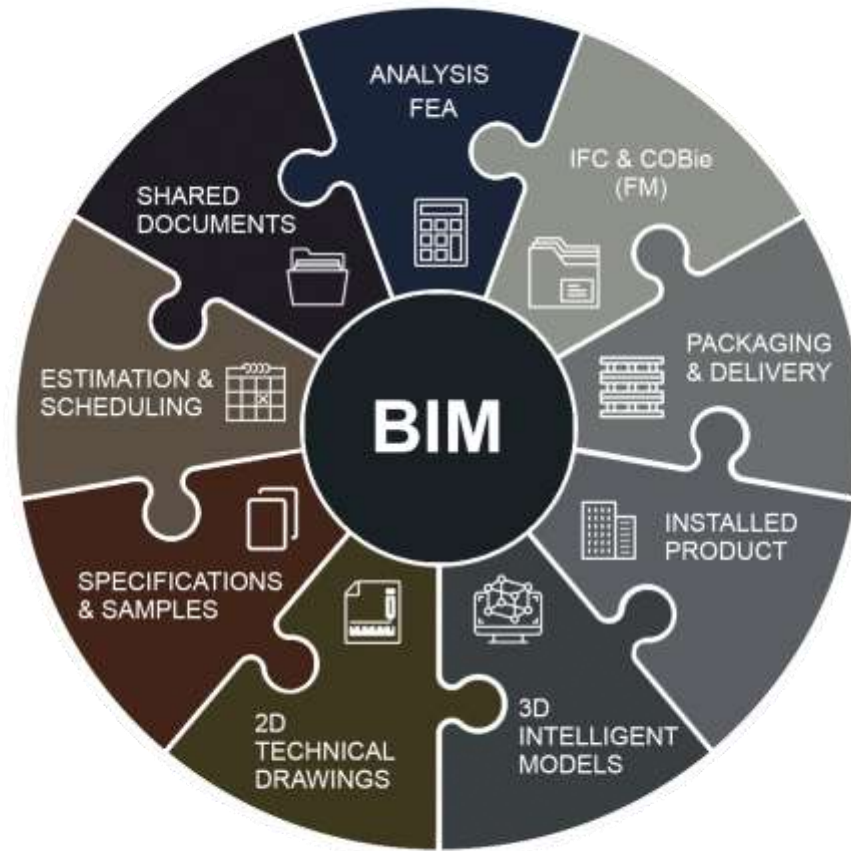 ANALYSIS
FEA
IFC & COBie
(FM)
PACKAGING
& DELIVERY
INSTALLED
PRODUCT
3D
INTELLIGENT
MODELS
2D
TECHNICAL
DRAWINGS
SPECIFICATIONS
& SAMPLES
ESTIMATION &
SCHEDULING
SHARED
DOCUMENTS
BIM